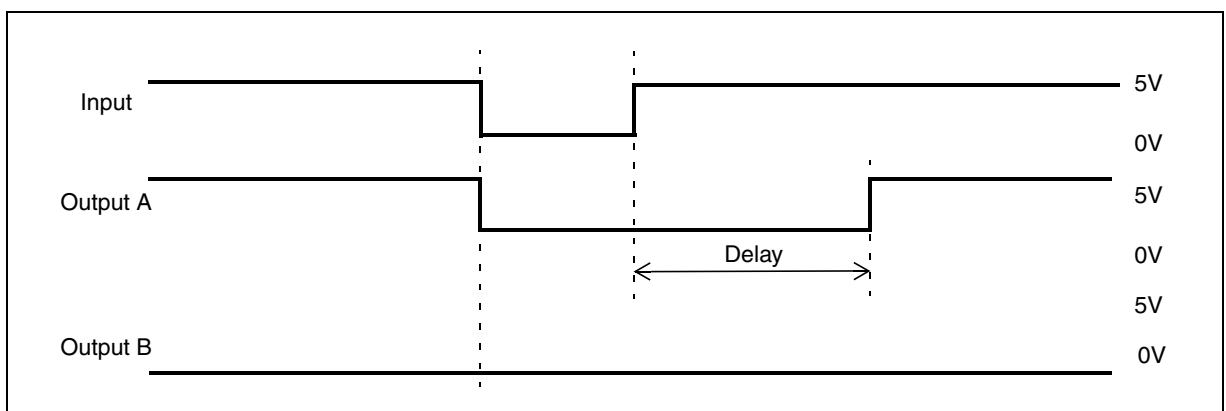 Input
5V
0V
Output A
5V
0V
Delay
5V
Output B
0V